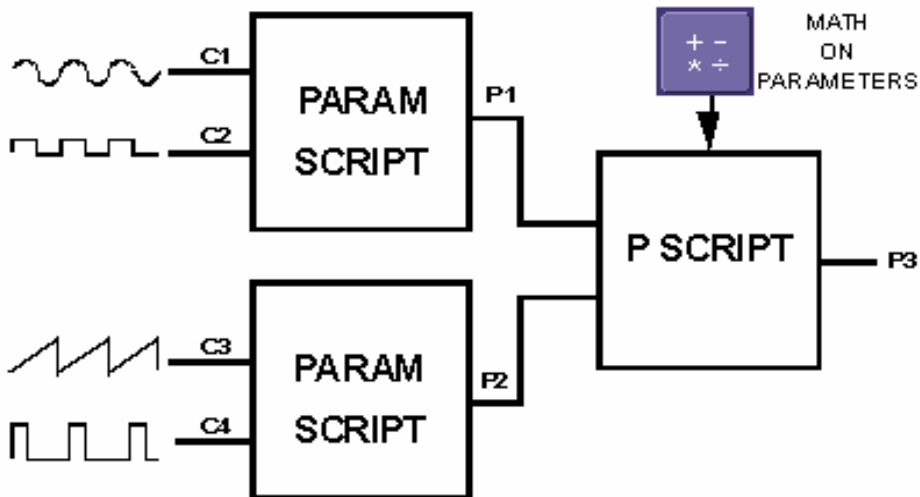 C1
C2
PARAM
SCRIPT
P1
+ -
* ÷
MATH
ON
PARAMETERS
P SCRIPT
P3
C3
C4
PARAM
SCRIPT
P2